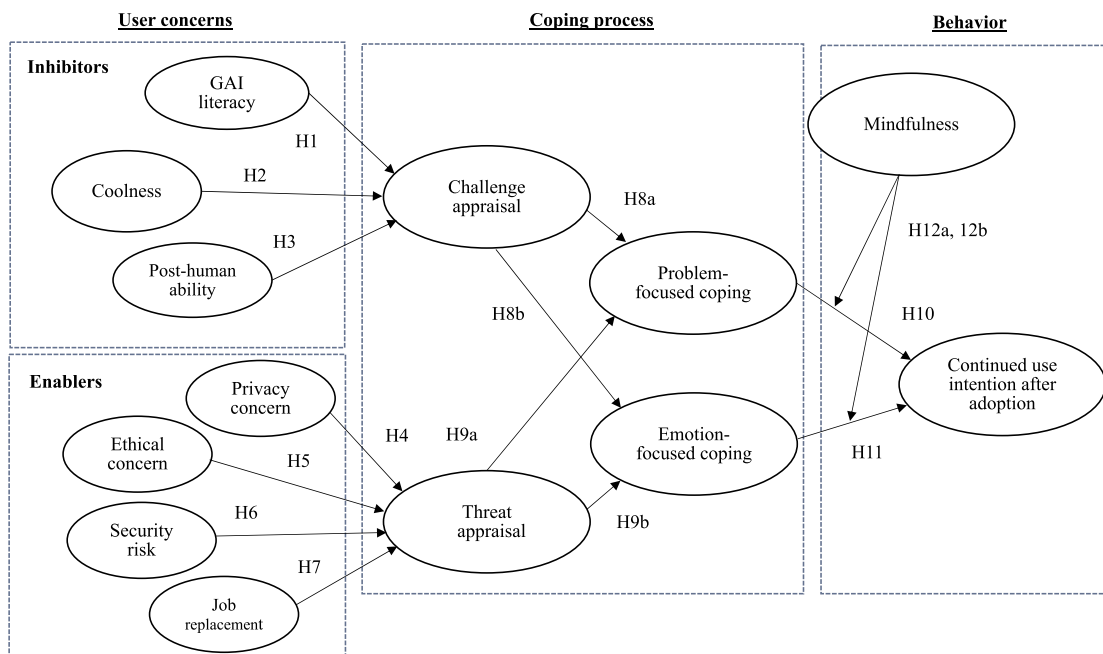 User concerns
Coping process
Behavior
Inhibitors
GAI
literacy
H1
Coolness
H2
Post-human
ability
H3
Enablers
Privacy
concern
H4
Ethical
concern
H5
Security
risk
H6
Job
replacement
H7
Challenge
appraisal
H8a
H8b
Problem-
focused coping
H9a
Threat
appraisal
H9b
Emotion-
focused coping
Mindfulness
H12a, 12b
H10
Continued use
intention after
adoption
H11